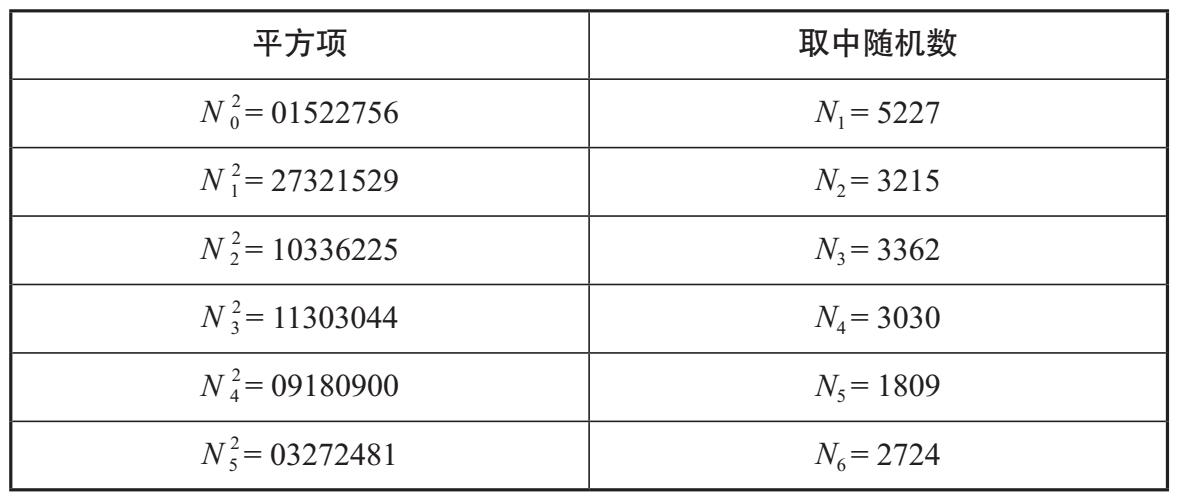 平方项 取中随机数
N₀²= 01522756 N₁= 5227
N₁²= 27321529 N₂= 3215
N₂²= 10336225 N₃= 3362
N₃²= 11303044 N₄= 3030
N₄²= 09180900 N₅= 1809
N₅²= 03272481 N₆= 2724